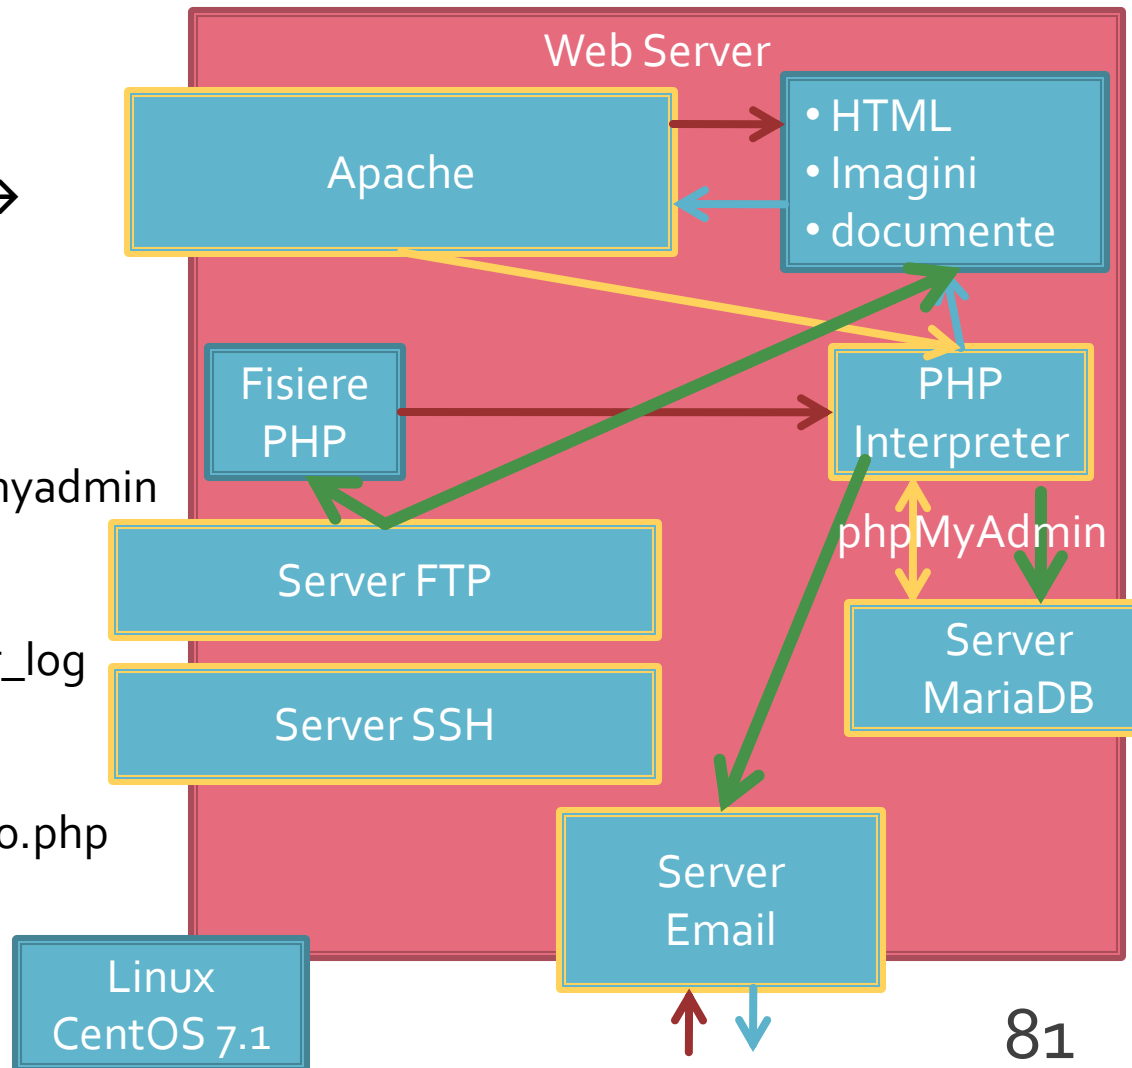 Web Server
Apache
• HTML
• Imagini
• documente
Fisiere
PHP
PHP
Interpreter
phpMyAdmin
Server FTP
_log
Server
MariaDB
Server SSH
o.php
Server
Email
Linux
CentOS 7.1
81